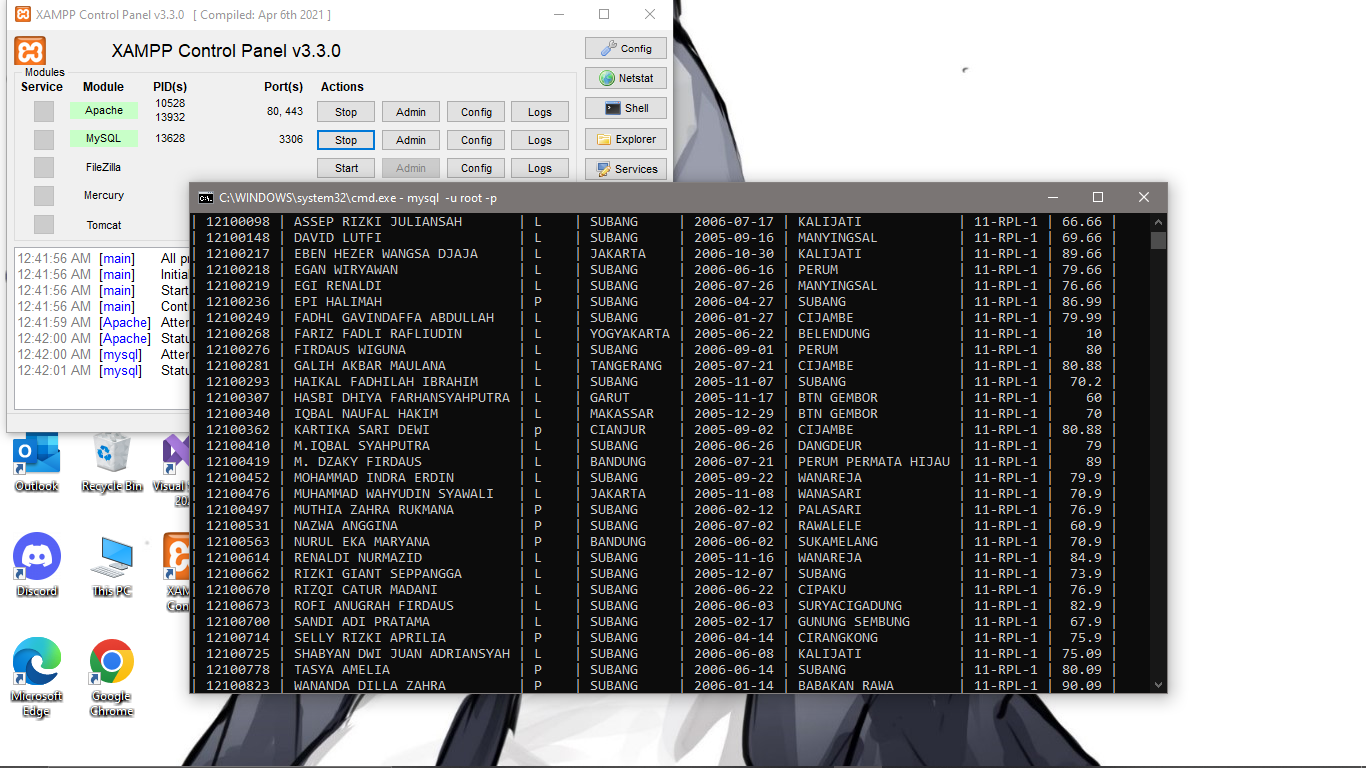 XAMPP Control Panel v3.3.0 [ Compiled: Apr 6th 2021 ]
XAMPP Control Panel v3.3.0
Config
Modules
Service Module PID(s) Port(s) Actions
Netstat
Apache 10528 13932 80, 443 Stop Admin Config Logs
Shell
MySQL 13628 3306 Stop Admin Config Logs
Explorer
FileZilla Start Admin Config Logs
Services
Mercury
Tomcat
12:41:56 AM [main] All pr
12:41:56 AM [main] Initia
12:41:56 AM [main] Start
12:41:56 AM [main] Cont
12:41:59 AM [Apache] Atter
12:42:00 AM [Apache] Statu
12:42:00 AM [mysql] Atter
12:42:01 AM [mysql] Statu
C:\WINDOWS\system32\cmd.exe - mysql -u root -p
| 12100098 | ASSEP RIZKI JULIANSAH | L | SUBANG | 2006-07-17 | KALIJATI | 11-RPL-1 | 66.66 |
| 12100148 | DAVID LUTFI | L | SUBANG | 2005-09-16 | MANYINGSAL | 11-RPL-1 | 69.66 |
| 12100217 | EBEN HEZER WANGSA DJAJA | L | JAKARTA | 2006-10-30 | KALIJATI | 11-RPL-1 | 89.66 |
| 12100218 | EGAN WIRYAWAN | L | SUBANG | 2006-06-16 | PERUM | 11-RPL-1 | 79.66 |
| 12100219 | EGI RENALDI | L | SUBANG | 2005-07-26 | MANYINGSAL | 11-RPL-1 | 76.66 |
| 12100236 | EPI HALIMAH | P | SUBANG | 2006-04-27 | SUBANG | 11-RPL-1 | 86.99 |
| 12100249 | FADHL GAVINDAFFA ABDULLAH | L | SUBANG | 2006-01-27 | CIJAMBE | 11-RPL-1 | 79.99 |
| 12100268 | FARIZ FADLI RAFLIUDIN | L | YOGYAKARTA | 2005-06-22 | BELENDUNG | 11-RPL-1 | 10 |
| 12100276 | FIRDAUS WIGUNA | L | SUBANG | 2006-09-01 | PERUM | 11-RPL-1 | 80 |
| 12100281 | GALIH AKBAR MAULANA | L | TANGERANG | 2005-07-21 | CIJAMBE | 11-RPL-1 | 80.88 |
| 12100293 | HAIKAL FADHILAH IBRAHIM | L | SUBANG | 2005-11-07 | SUBANG | 11-RPL-1 | 70.2 |
| 12100307 | HASBI DHIYA FARHANSYAHPUTRA | L | GARUT | 2005-11-17 | BTN GEMBOR | 11-RPL-1 | 60 |
| 12100340 | IQBAL NAUFAL HAKIM | L | MAKASSAR | 2005-12-29 | BTN GEMBOR | 11-RPL-1 | 70 |
| 12100362 | KARTIKA SARI DEWI | p | CIANJUR | 2005-09-02 | CIJAMBE | 11-RPL-1 | 80.88 |
| 12100410 | M.IQBAL SYAHPUTRA | L | SUBANG | 2006-06-26 | DANGDEUR | 11-RPL-1 | 79 |
| 12100419 | M. DZAKY FIRDAUS | L | BANDUNG | 2006-07-21 | PERUM PERMATA HIJAU | 11-RPL-1 | 89 |
| 12100452 | MOHAMMAD INDRA ERDIN | L | SUBANG | 2005-09-22 | WANAREJA | 11-RPL-1 | 79.9 |
| 12100476 | MUHAMMAD WAHYUDIN SYAWALI | L | JAKARTA | 2005-11-08 | WANASARI | 11-RPL-1 | 70.9 |
| 12100497 | MUTHIA ZAHRA RUKMANA | P | SUBANG | 2006-02-12 | PALASARI | 11-RPL-1 | 76.9 |
| 12100531 | NAZWA ANGGINA | P | SUBANG | 2006-07-02 | RAWALELE | 11-RPL-1 | 60.9 |
| 12100563 | NURUL EKA MARYANA | P | BANDUNG | 2006-06-02 | SUKAMELANG | 11-RPL-1 | 70.9 |
| 12100614 | RENALDI NURMAZID | L | SUBANG | 2005-11-16 | WANAREJA | 11-RPL-1 | 84.9 |
| 12100662 | RIZKI GIANT SEPPANGGA | L | SUBANG | 2005-12-07 | SUBANG | 11-RPL-1 | 73.9 |
| 12100670 | RIZQI CATUR MADANI | L | SUBANG | 2006-06-22 | CIPAKU | 11-RPL-1 | 76.9 |
| 12100673 | ROFI ANUGRAH FIRDAUS | L | SUBANG | 2006-06-03 | SURYACIGADUNG | 11-RPL-1 | 82.9 |
| 12100700 | SANDI ADI PRATAMA | L | SUBANG | 2005-02-17 | GUNUNG SEMBUNG | 11-RPL-1 | 67.9 |
| 12100714 | SELLY RIZKI APRILIA | P | SUBANG | 2006-04-14 | CIRANGKONG | 11-RPL-1 | 75.9 |
| 12100725 | SHABYAN DWI JUAN ADRIANSYAH | L | SUBANG | 2006-06-08 | KALIJATI | 11-RPL-1 | 75.09 |
| 12100778 | TASYA AMELIA | P | SUBANG | 2006-06-14 | SUBANG | 11-RPL-1 | 80.09 |
| 12100823 | WANANDA DILLA ZAHRA | P | SUBANG | 2006-01-14 | BABAKAN RAWA | 11-RPL-1 | 90.09 |
Outlook
Recycle Bin
Visual
20
Discord
This PC
XAM
Con
Microsoft
Edge
Google
Chrome